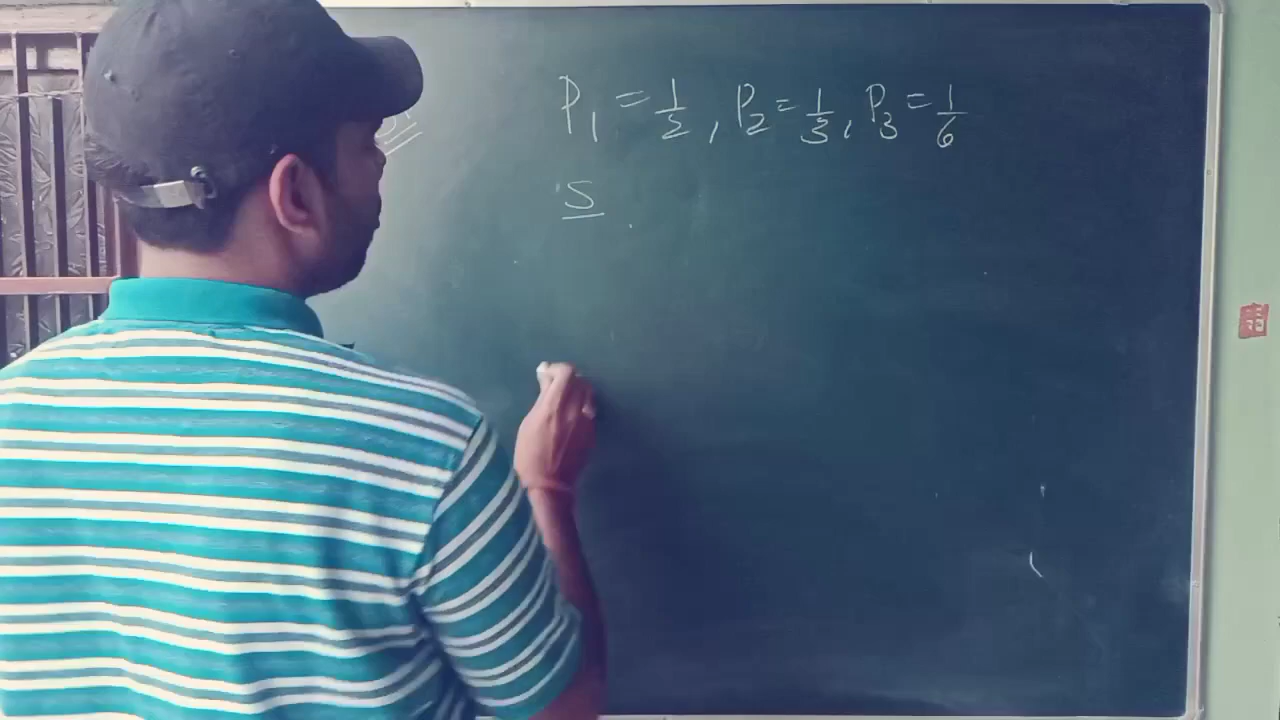 P₁ = 1/2, P₂ = 1/3, P₃ = 1/6
S